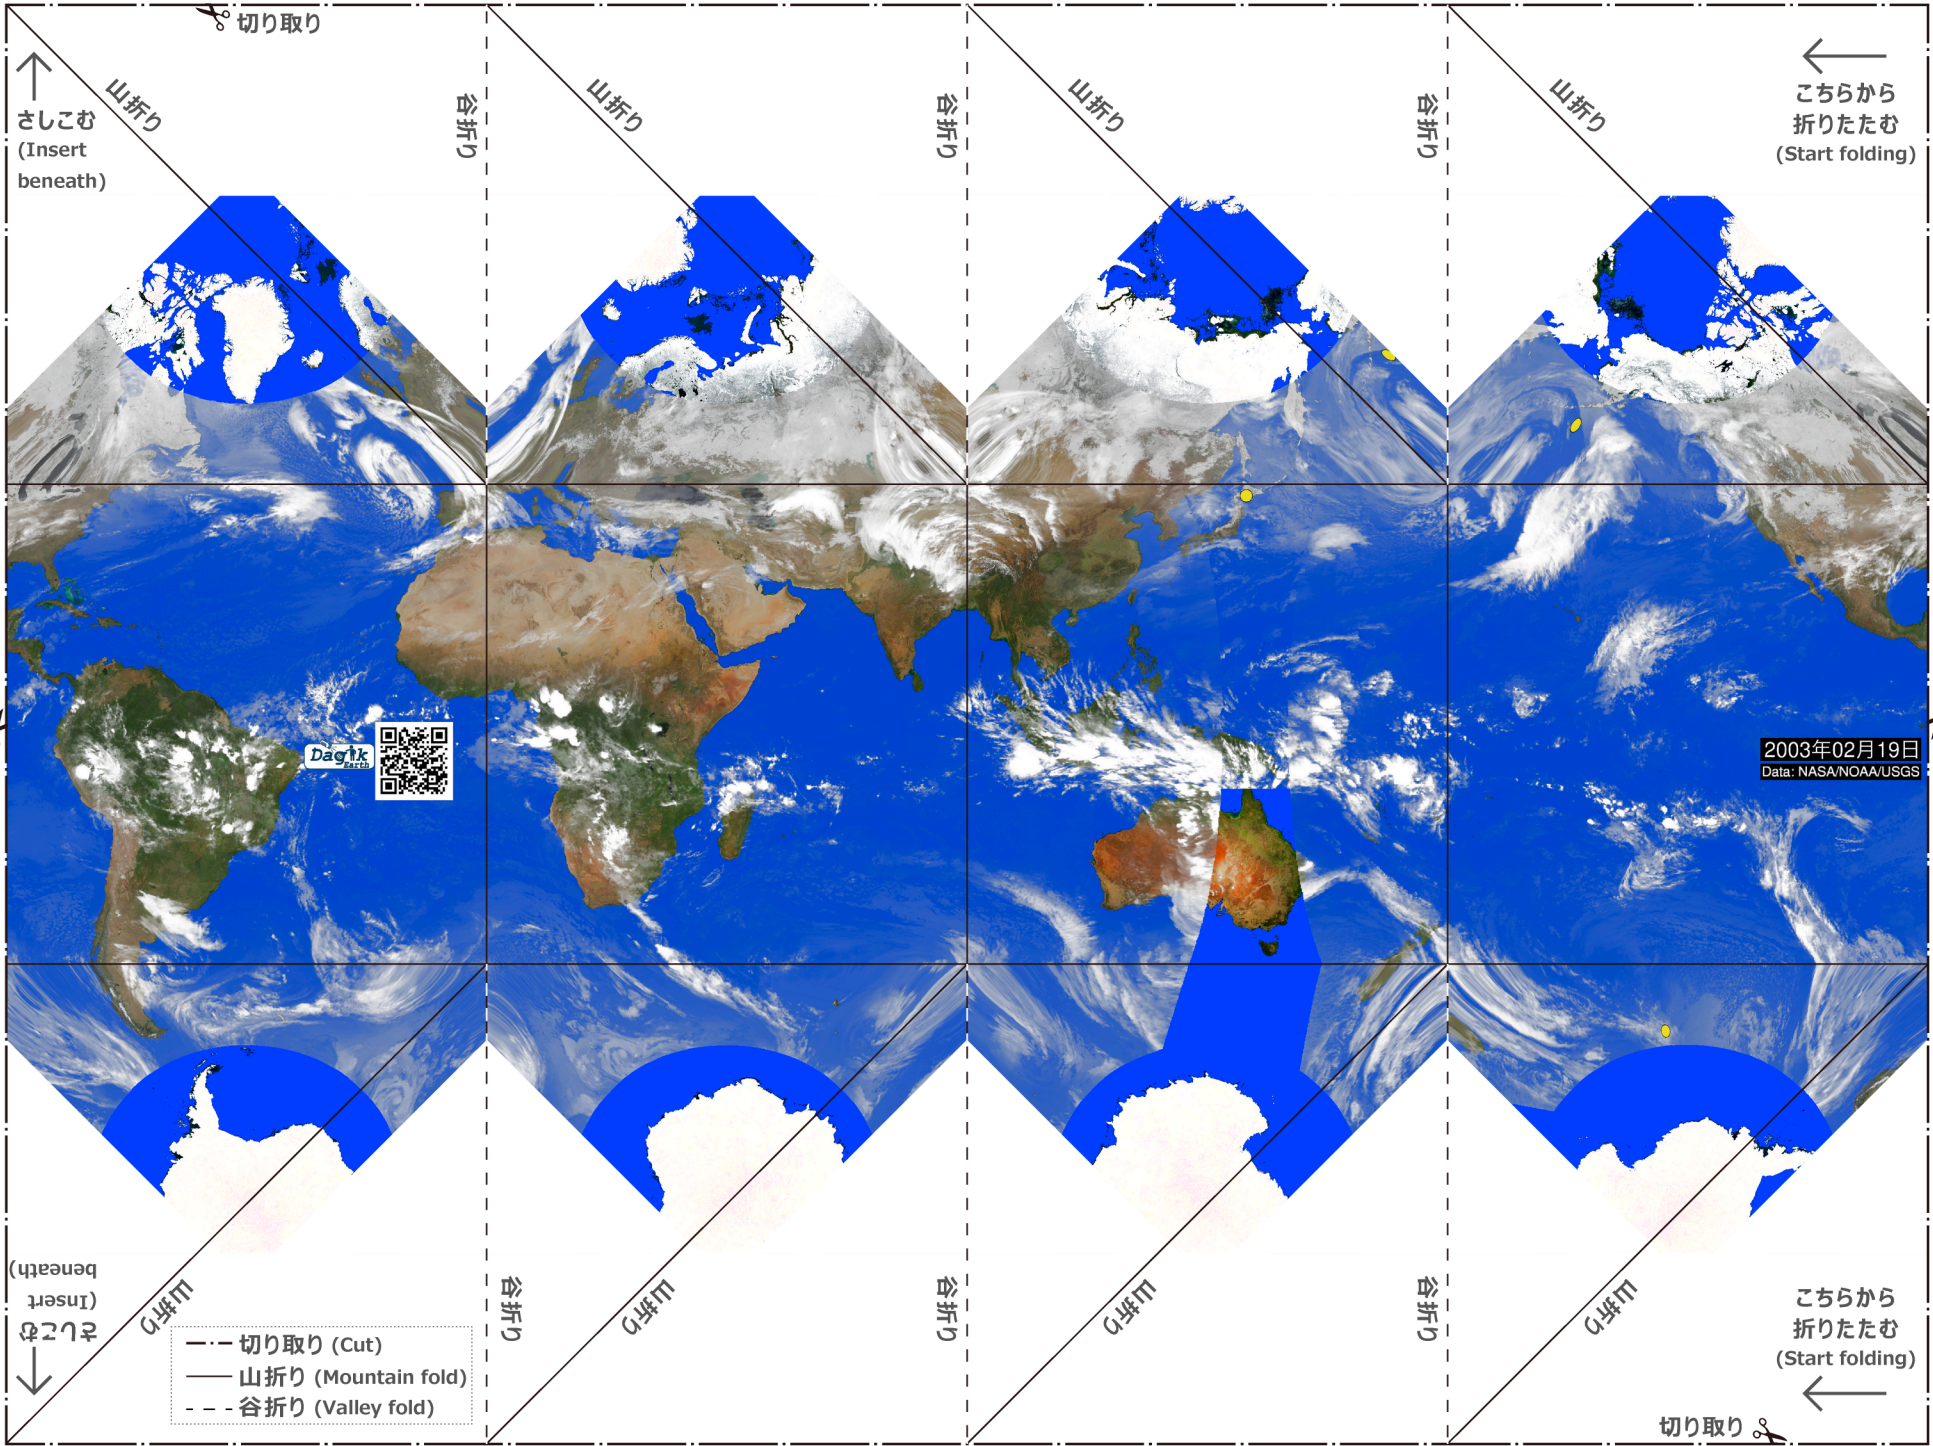 切り取り
さしこむ
(Insert
beneath)
山折り
谷折り
山折り
谷折り
山折り
谷折り
山折り
こちらから
折りたたむ
(Start folding)
Dagik
Earth
2003年02月19日
Data: NASA/NOAA/USGS
さしこむ
(Insert
beneath)
山折り
谷折り
山折り
谷折り
山折り
谷折り
山折り
こちらから
折りたたむ
(Start folding)
切り取り (Cut)
山折り (Mountain fold)
谷折り (Valley fold)
切り取り